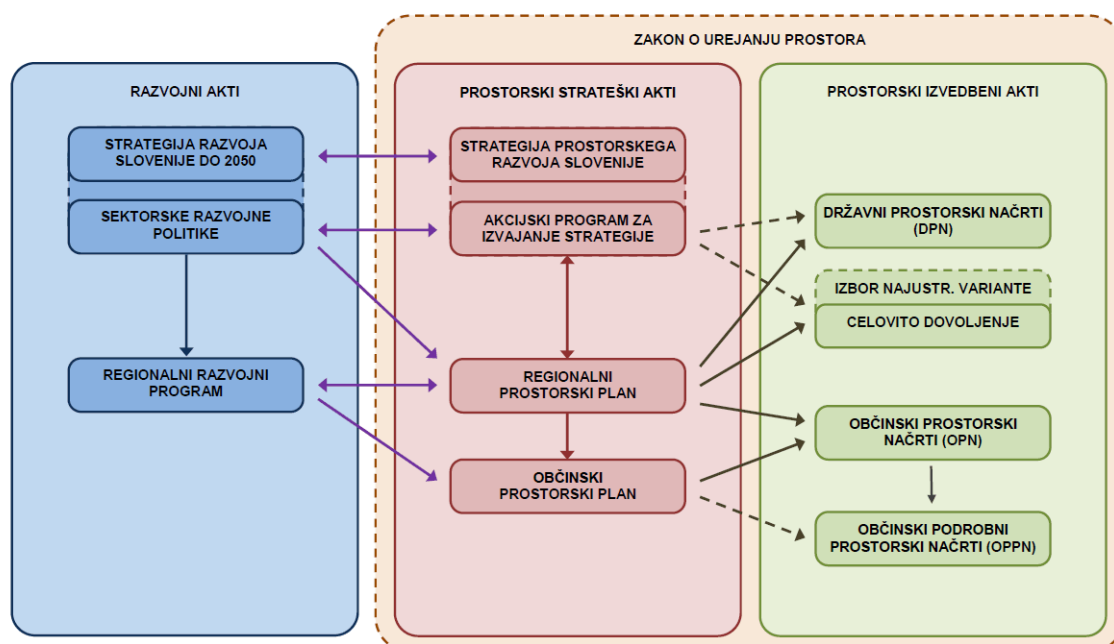 ZAKON O UREJANJU PROSTORA
RAZVOJNI AKTI
STRATEGIJA RAZVOJA
SLOVENIJE DO 2050
SEKTORSKE RAZVOJNE
POLITIKE
REGIONALNI RAZVOJNI
PROGRAM
PROSTORSKI STRATEŠKI AKTI
STRATEGIJA PROSTORSKEGA
RAZVOJA SLOVENIJE
AKCIJSKI PROGRAM ZA
IZVAJANJE STRATEGIJE
REGIONALNI
PROSTORSKI PLAN
OBČINSKI
PROSTORSKI PLAN
PROSTORSKI IZVEDBENI AKTI
DRŽAVNI PROSTORSKI NAČRTI
(DPN)
IZBOR NAJUSTR. VARIANTE
CELOVITO DOVOLJENJE
OBČINSKI PROSTORSKI
NAČRTI (OPN)
OBČINSKI PODROBNI
PROSTORSKI NAČRTI (OPPN)